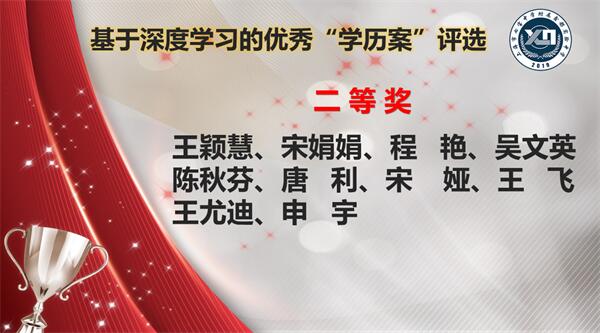 基于深度学习的优秀“学历案”评选
二等奖
王颖慧、宋娟娟、程 艳、吴文英
陈秋芬、唐 利、宋 娅、王 飞
王尤迪、申 宇
2019